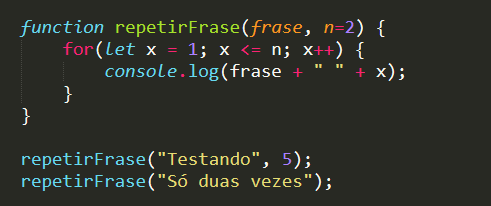 function repetirFrase(frase, n=2) {
    for(let x = 1; x <= n; x++) {
        console.log(frase + " " + x);
    }
}

repetirFrase("Testando", 5);
repetirFrase("Só duas vezes");